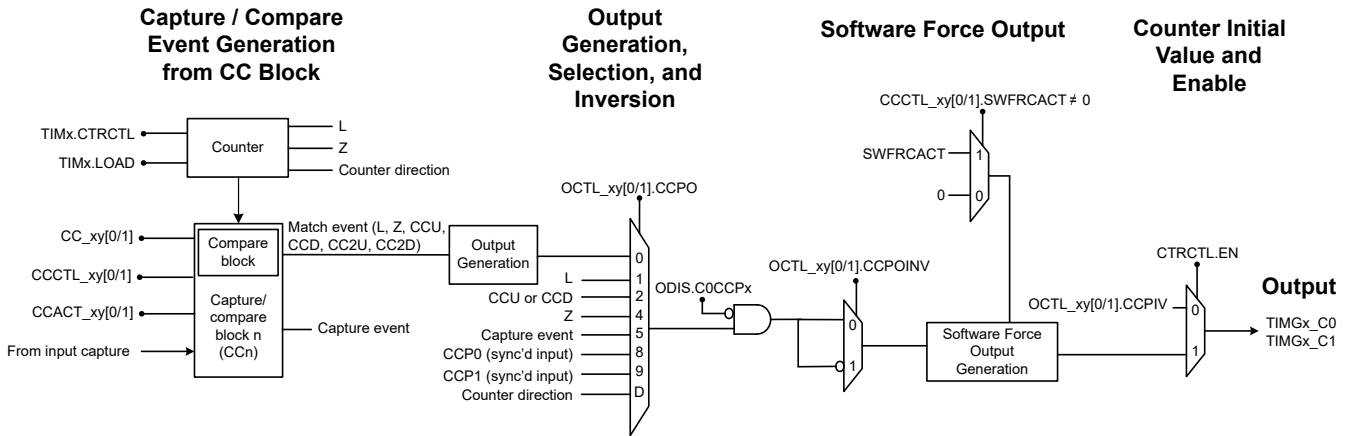 Capture / Compare
Event Generation
from CC Block
Output
Generation,
Selection, and
Inversion
Software Force Output
Counter Initial
Value and
Enable
TIMx.CTRCTL
TIMx.LOAD
Counter
L
Z
Counter direction
CC_xy[0/1]
CCCTL_xy[0/1]
CCACT_xy[0/1]
From input capture
Compare
block
Capture/
compare
block n
(CCn)
Match event (L, Z, CCU,
CCD, CC2U, CC2D)
Capture event
Output
Generation
OCTL_xy[0/1].CCPO
0
L
1
CCU or CCD
2
Z
4
Capture event
5
CCP0 (sync'd input)
8
CCP1 (sync'd input)
9
Counter direction
D
ODIS.C0CCPx
OCTL_xy[0/1].CCPOINV
0
1
CCCTL_xy[0/1].SWFRCACT ≠ 0
SWFRCACT
1
0
0
Software Force
Output
Generation
CTRCTL.EN
OCTL_xy[0/1].CCPIV
0
1
Output
TIMGx_C0
TIMGx_C1